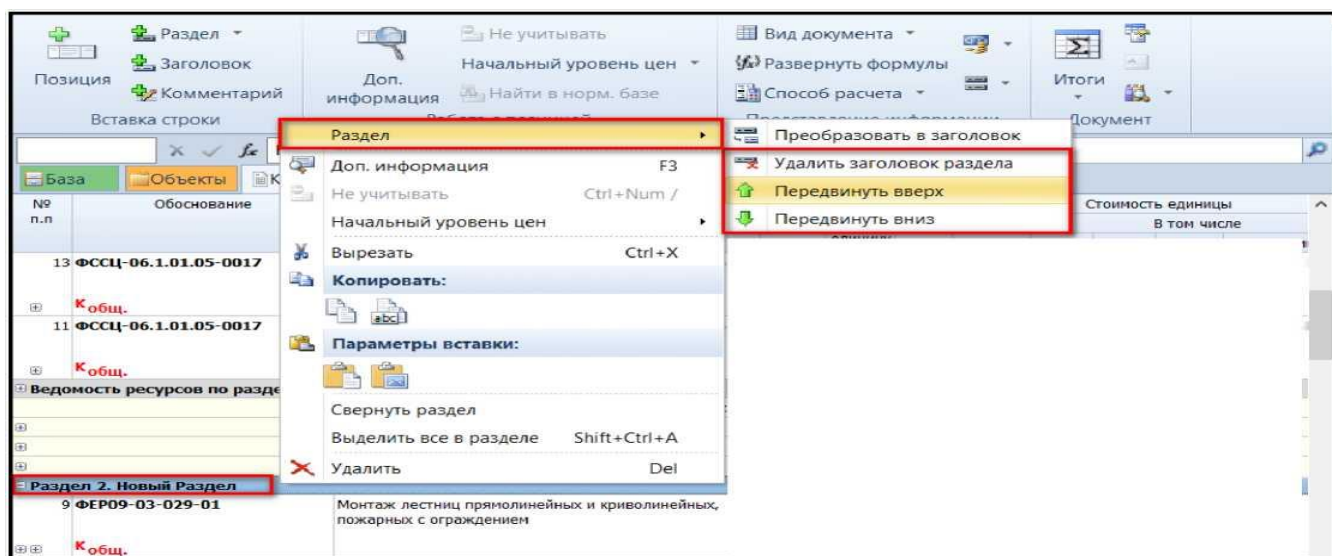 Раздел
Не учитывать
Вид документа
Заголовок
Начальный уровень цен
Развернуть формулы
Позиция
Комментарий
Доп.
информация
Найти в норм. базе
Способ расчета
Итоги
Вставка строки
Документ
Раздел
Преобразовать в заголовок
fx
Доп. информация F3
Удалить заголовок раздела
База
Объекты
Не учитывать Ctrl+Num /
Передвинуть вверх
№
п.п
Обоснование
Начальный уровень цен
Передвинуть вниз
Стоимость единицы
В том числе
Вырезать Ctrl+X
13 ФССЦ-06.1.01.05-0017
Копировать:
abc
Кобщ.
11 ФССЦ-06.1.01.05-0017
Параметры вставки:
Кобщ.
Ведомость ресурсов по разде
Свернуть раздел
Выделить все в разделе Shift+Ctrl+A
Удалить Del
Раздел 2. Новый Раздел
9 ФЕР09-03-029-01
Монтаж лестниц прямолинейных и криволинейных,
пожарных с ограждением
Кобщ.